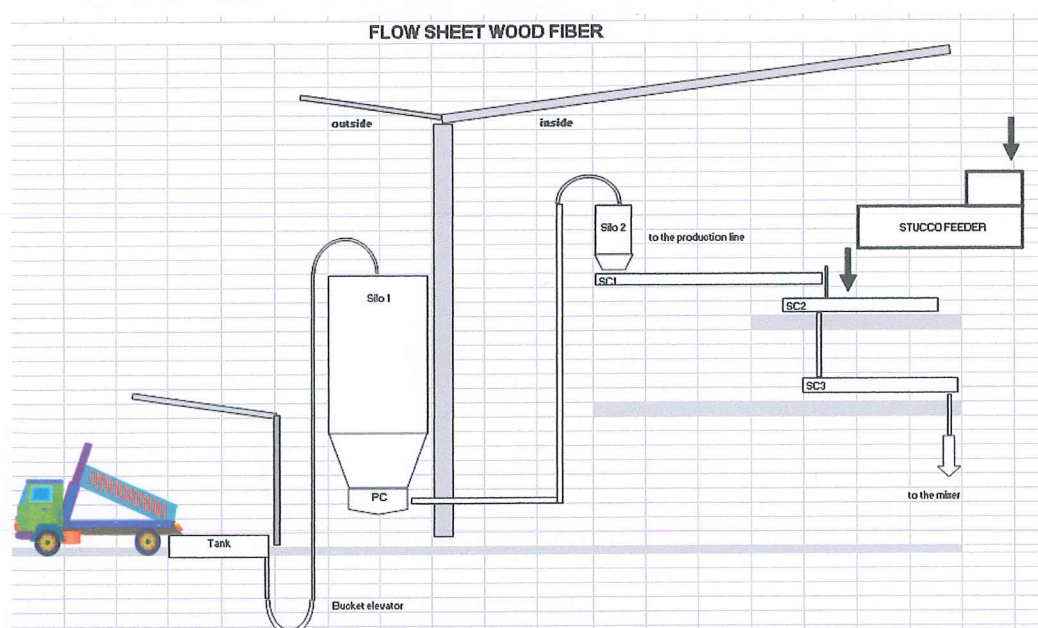 FLOW SHEET WOOD FIBER
outside
inside
STUCCO FEEDER
Silo 2
to the production line
SC1
Silo 1
SC2
SC3
PC
to the mixer
Tank
Bucket elevator